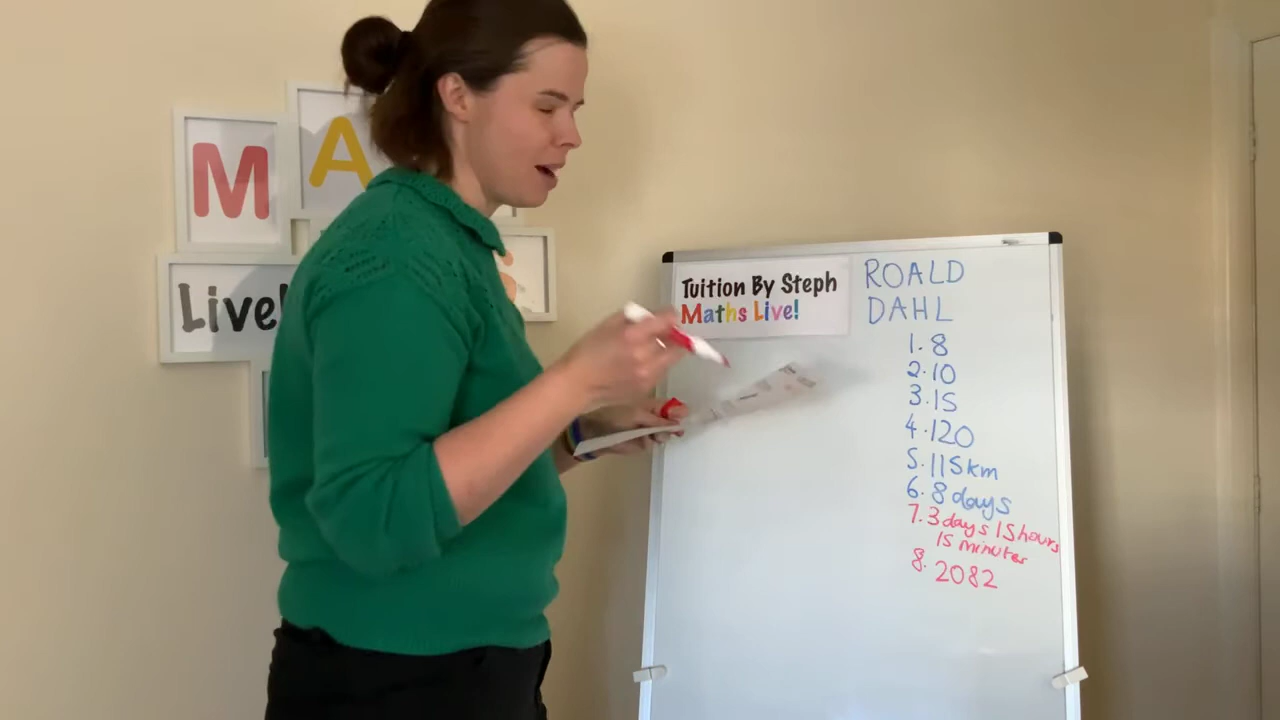 M A
Live!
Tuition By Steph
Maths Live!
ROALD
DAHL
1. 8
2. 10
3. 15
4. 120
5. 115km
6. 8 days
7. 3 days 15 hours
15 minutes
8. 2082